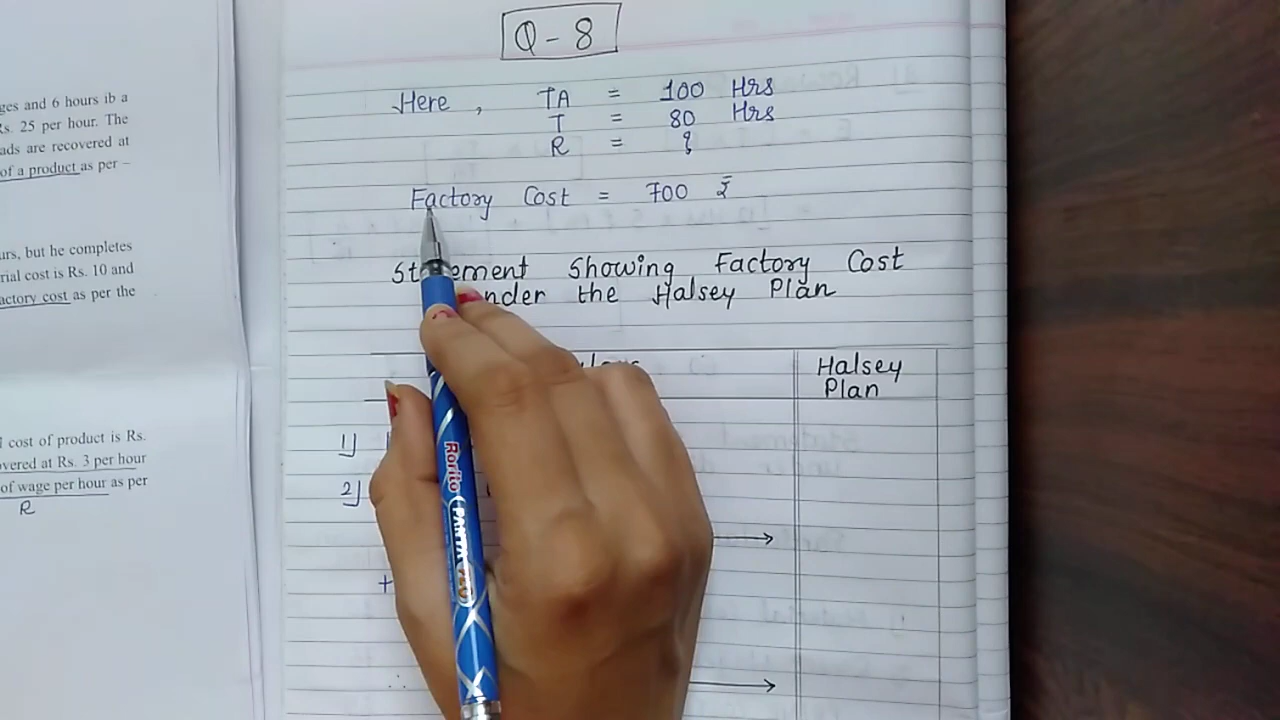 ges and 6 hours ib a
Rs. 25 per hour. The
ads are recovered at
of a product as per –
urs, but he completes
rial cost is Rs. 10 and
actory cost as per the
l cost of product is Rs.
overed at Rs. 3 per hour
of wage per hour as per
R
Q - 8
Here , TA = 100 Hrs
T = 80 Hrs
R = ?
Factory Cost = 700 ₹
Statement Showing Factory Cost
under the Halsey Plan
Halsey
Plan
1]
2]
+
Rorito